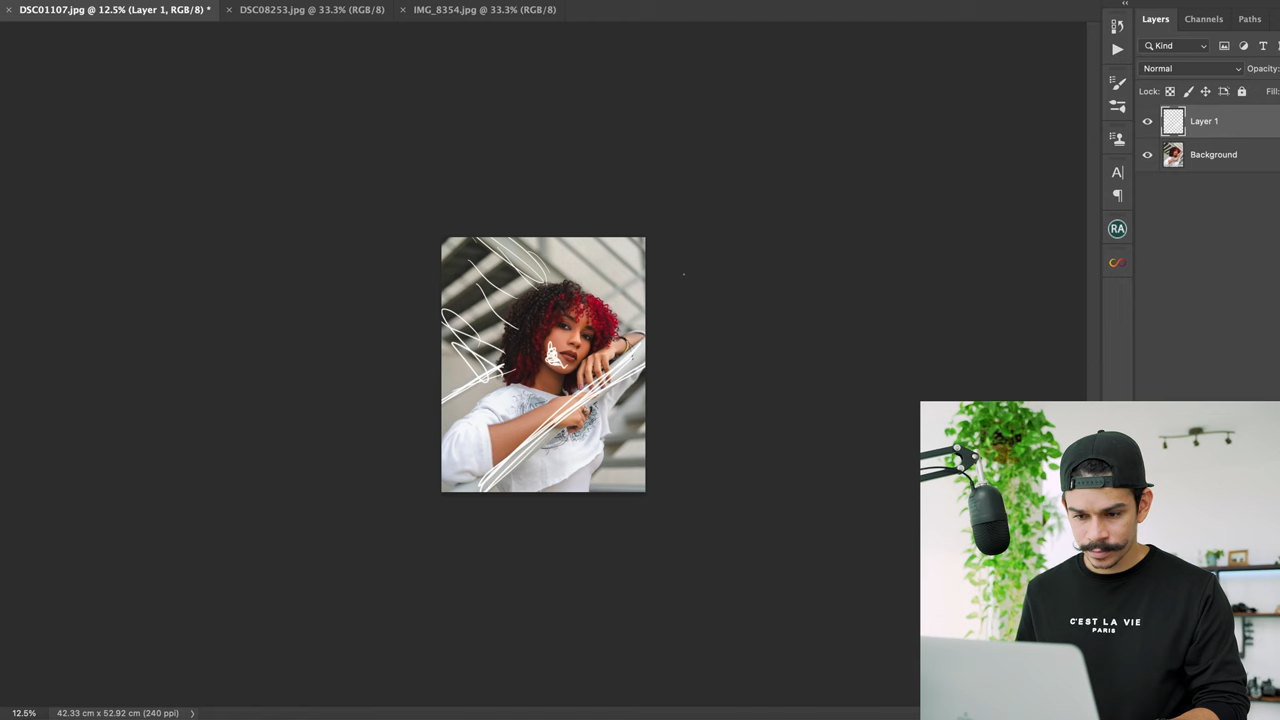 DSC01107.jpg @ 12.5% (Layer 1, RGB/8) *
DSC08253.jpg @ 33.3% (RGB/8)
IMG_8354.jpg @ 33.3% (RGB/8)
Layers
Channels
Paths
Kind
Normal
Opacity:
Lock:
Fill:
Layer 1
Background
A
RA
C'EST LA VIE
PARIS
12.5%
42.33 cm x 52.92 cm (240 ppi)